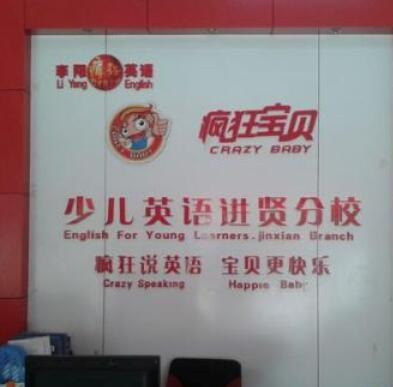 李阳疯狂英语
Li Yang English
疯狂宝贝
CRAZY BABY
少儿英语进贤分校
English For Young Learners.jinxian Branch
疯狂说英语 宝贝更快乐
Crazy Speaking Happie Baby